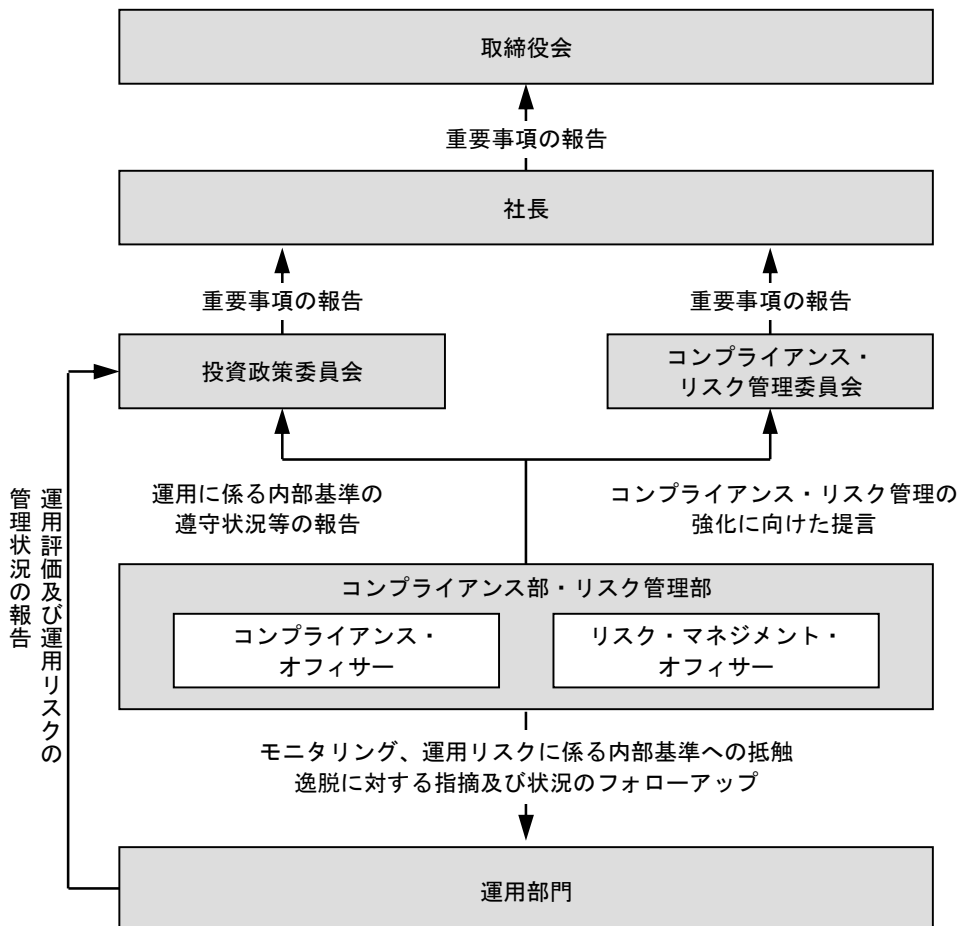 取締役会
重要事項の報告
社長
重要事項の報告
重要事項の報告
投資政策委員会
コンプライアンス・
リスク管理委員会
運用に係る内部基準の
遵守状況等の報告
コンプライアンス・リスク管理の
強化に向けた提言
運用評価及び運用リスクの
管理状況の報告
コンプライアンス部・リスク管理部
コンプライアンス・
オフィサー
リスク・マネジメント・
オフィサー
モニタリング、運用リスクに係る内部基準への抵触
逸脱に対する指摘及び状況のフォローアップ
運用部門